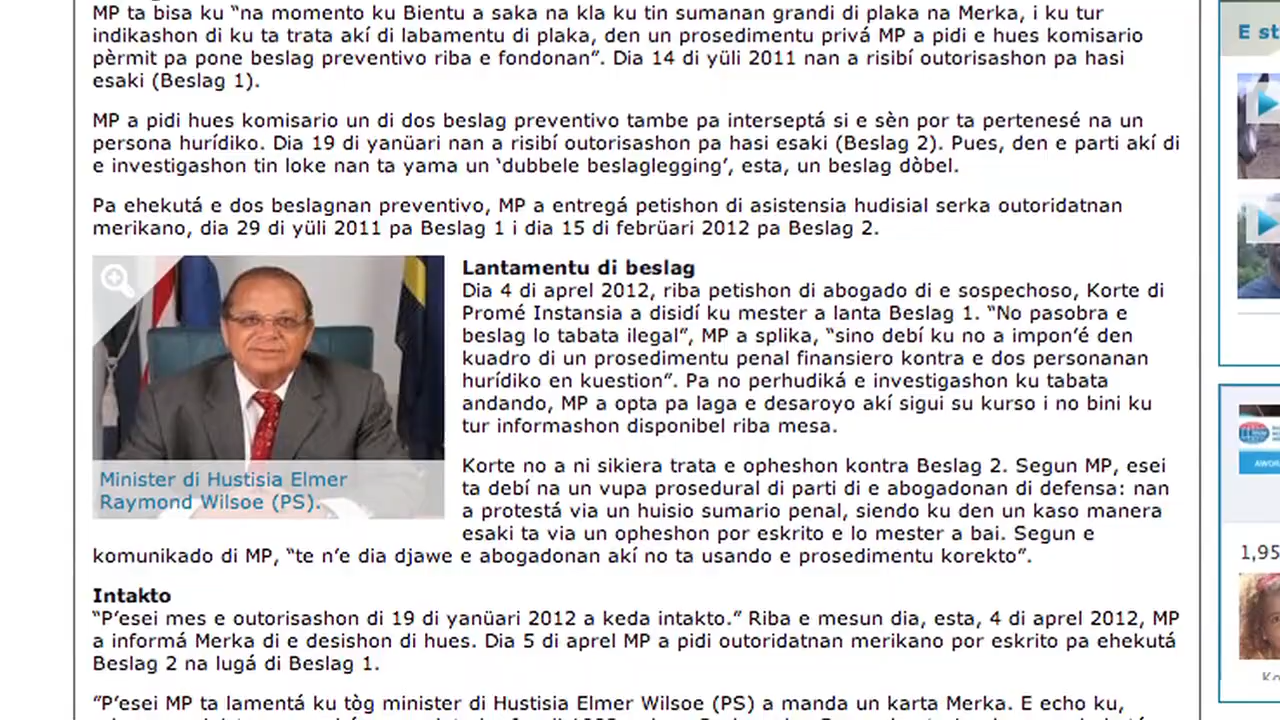 MP ta bisa ku “na momento ku Bientu a saka na kla ku tin sumanan grandi di plaka na Merka, i ku tur
indikashon di ku ta trata akí di labamentu di plaka, den un prosedimentu privá MP a pidi e hues komisario
pèrmit pa pone beslag preventivo riba e fondonan”. Dia 14 di yüli 2011 nan a risibí outorisashon pa hasi
esaki (Beslag 1).
MP a pidi hues komisario un di dos beslag preventivo tambe pa interseptá si e sèn por ta pertenesé na un
persona hurídiko. Dia 19 di yanüari nan a risibí outorisashon pa hasi esaki (Beslag 2). Pues, den e parti akí di
e investigashon tin loke nan ta yama un ‘dubbele beslaglegging’, esta, un beslag dòbel.
Pa ehekutá e dos beslagnan preventivo, MP a entregá petishon di asistensia hudisial serka outoridatnan
merikano, dia 29 di yüli 2011 pa Beslag 1 i dia 15 di febrüari 2012 pa Beslag 2.
Lantamentu di beslag
Dia 4 di aprel 2012, riba petishon di abogado di e sospechoso, Korte di
Promé Instansia a disidí ku mester a lanta Beslag 1. “No pasobra e
beslag lo tabata ilegal”, MP a splika, “sino debí ku no a impon’é den
kuadro di un prosedimentu penal finansiero kontra e dos personanan
hurídiko en kuestion”. Pa no perhudiká e investigashon ku tabata
andando, MP a opta pa laga e desaroyo akí sigui su kurso i no bini ku
tur informashon disponibel riba mesa.
Minister di Hustisia Elmer
Raymond Wilsoe (PS).
Korte no a ni sikiera trata e opheshon kontra Beslag 2. Segun MP, esei
ta debí na un vupa prosedural di parti di e abogadonan di defensa: nan
a protestá via un huisio sumario penal, siendo ku den un kaso manera
esaki ta via un opheshon por eskrito e lo mester a bai. Segun e
komunikado di MP, “te n’e dia djawe e abogadonan akí no ta usando e prosedimentu korekto”.
Intakto
“P’esei mes e outorisashon di 19 di yanüari 2012 a keda intakto.” Riba e mesun dia, esta, 4 di aprel 2012, MP
a informá Merka di e desishon di hues. Dia 5 di aprel MP a pidi outoridatnan merikano por eskrito pa ehekutá
Beslag 2 na lugá di Beslag 1.
”P’esei MP ta lamentá ku tòg minister di Hustisia Elmer Wilsoe (PS) a manda un karta Merka. E echo ku,
E st
1,95